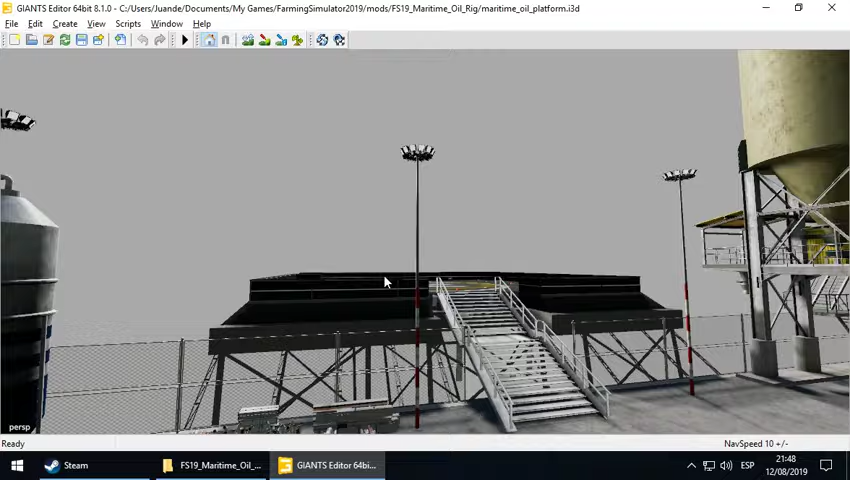 GIANTS Editor 64bit 8.1.0 - C:/Users/Juande/Documents/My Games/FarmingSimulator2019/mods/FS19_Maritime_Oil_Rig/maritime_oil_platform.i3d
File Edit Create View Scripts Window Help
persp
Ready
NavSpeed 10 +/-
Steam
FS19_Maritime_Oil_...
GIANTS Editor 64bi...
ESP
21:48
12/08/2019